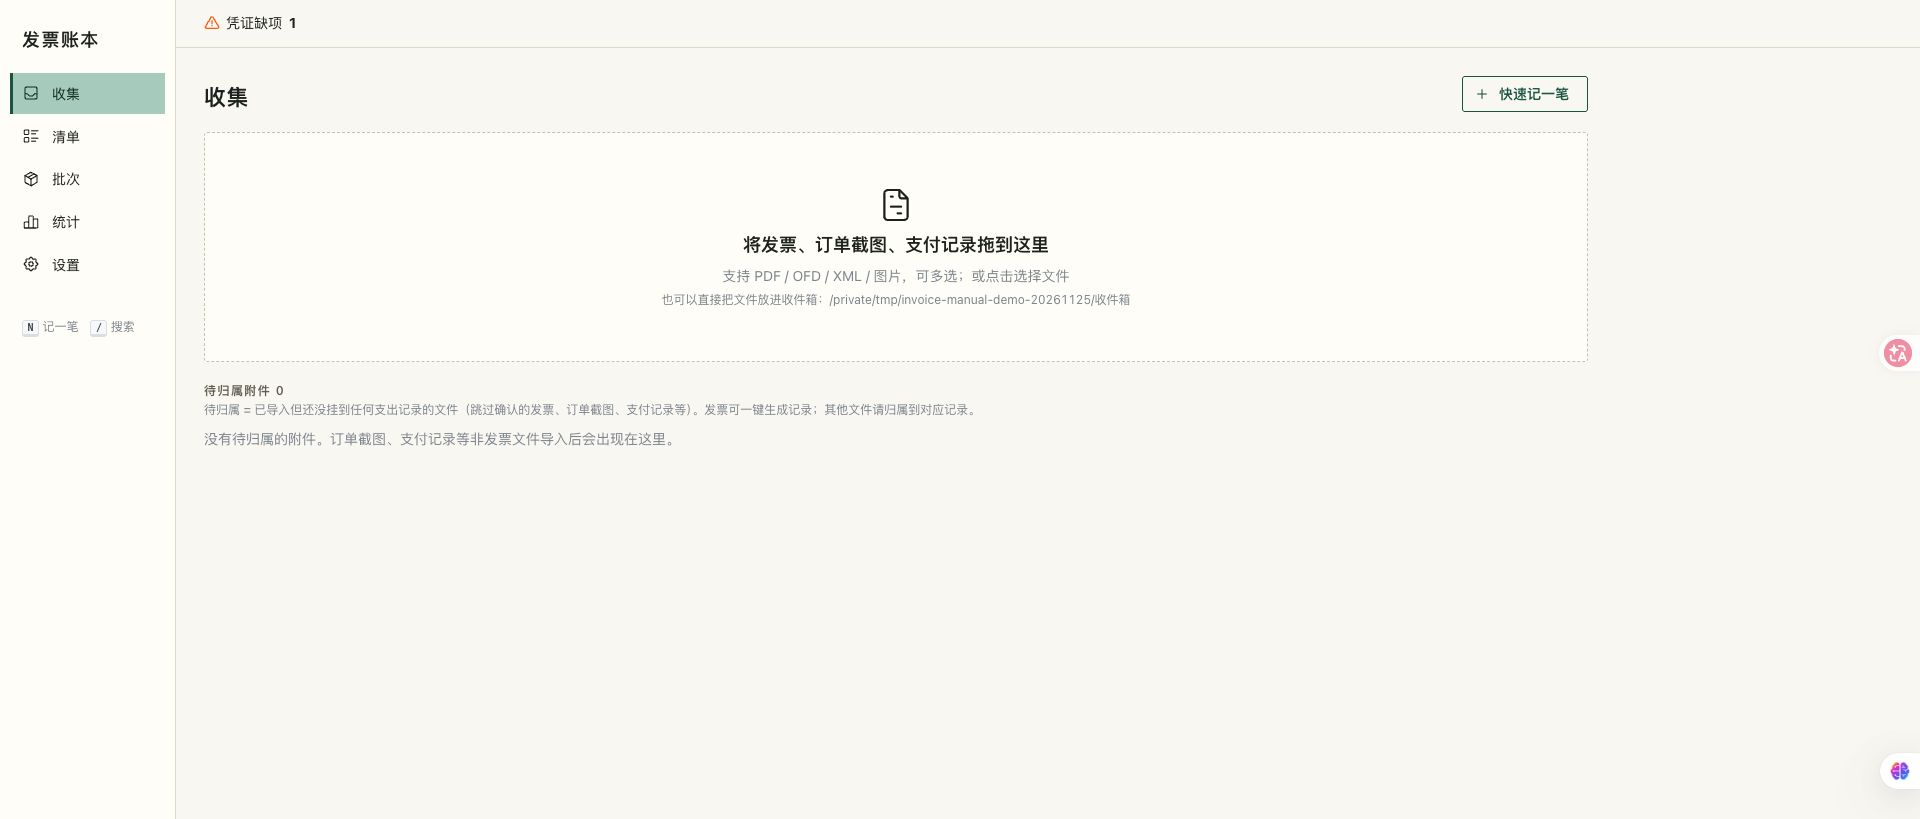 发票账本
收集
清单
批次
统计
设置
N 记一笔 / 搜索
凭证缺项 1
收集
快速记一笔
将发票、订单截图、支付记录拖到这里
支持 PDF / OFD / XML / 图片，可多选；或点击选择文件
也可以直接把文件放进收件箱：/private/tmp/invoice-manual-demo-20261125/收件箱
待归属附件 0
待归属 = 已导入但还没挂到任何支出记录的文件（跳过确认的发票、订单截图、支付记录等）。发票可一键生成记录；其他文件请归属到对应记录。
没有待归属的附件。订单截图、支付记录等非发票文件导入后会出现在这里。